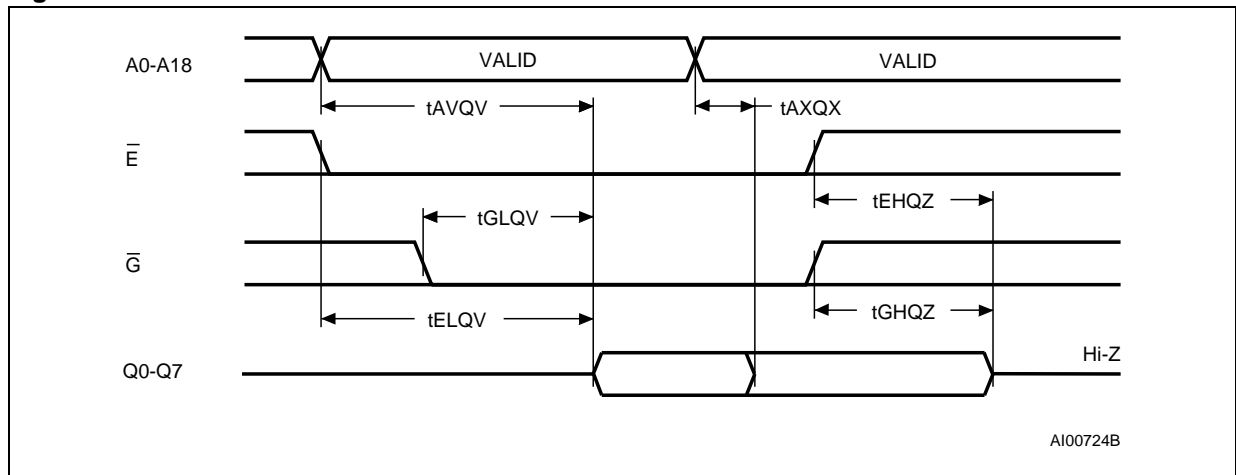 A0-A18
VALID
VALID
tAVQV
tAXQX
E̅
tEHQZ
tGLQV
G̅
tGHQZ
tELQV
Q0-Q7
Hi-Z
AI00724B